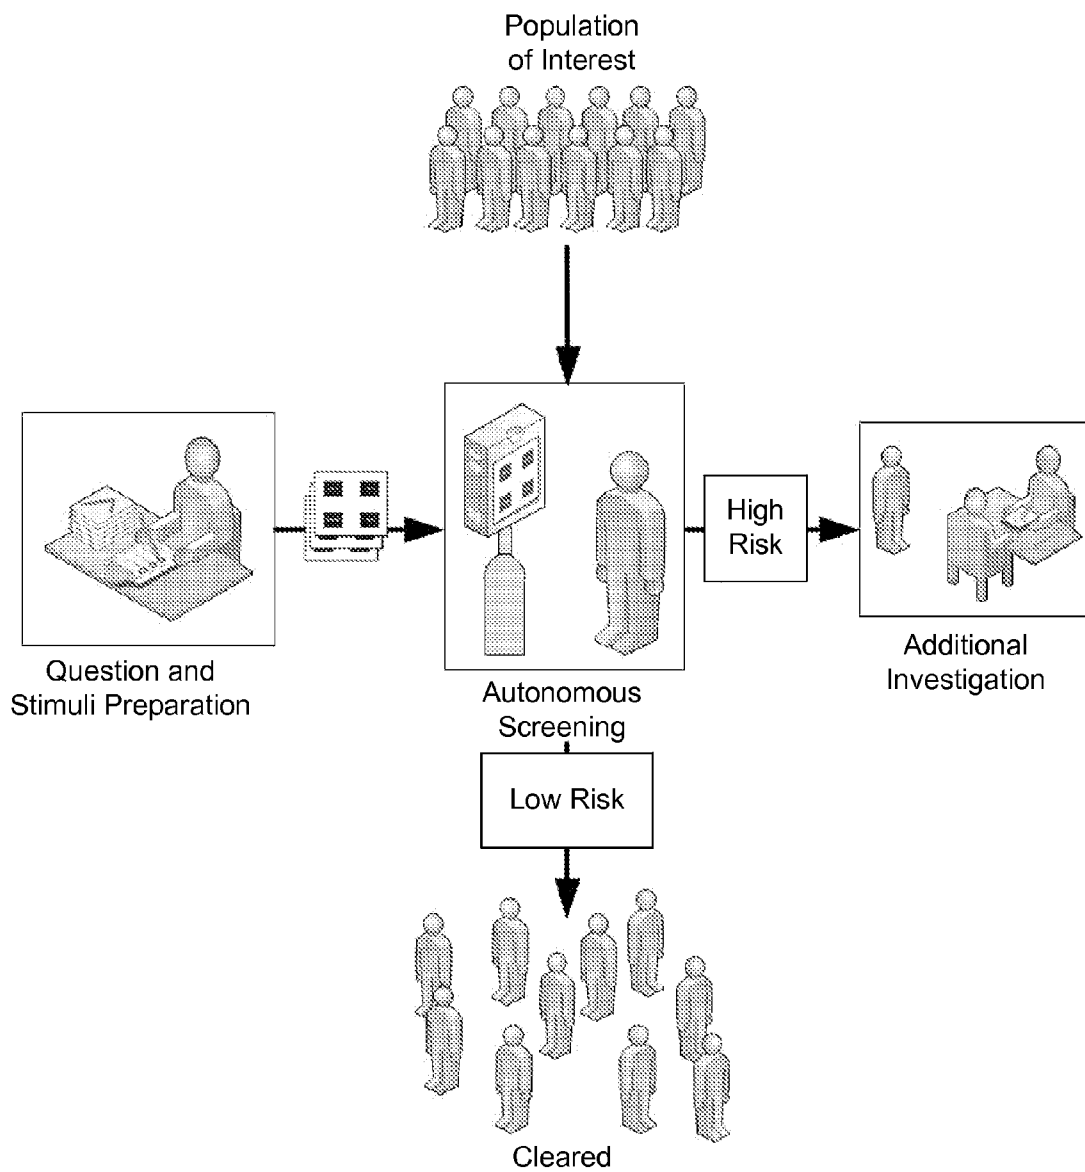 Population
of Interest
High
Risk
Question and
Stimuli Preparation
Autonomous
Screening
Additional
Investigation
Low Risk
Cleared